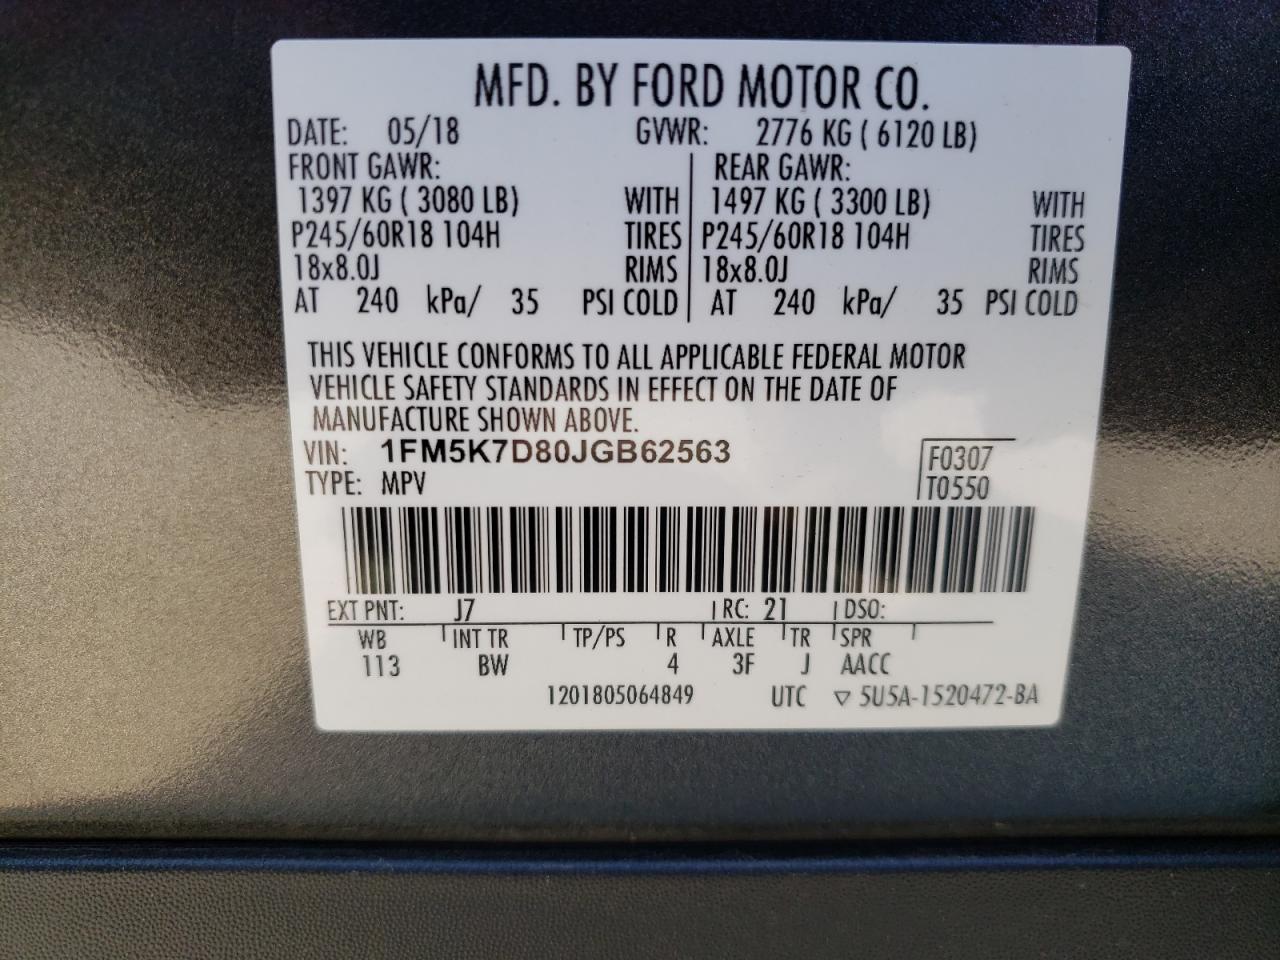 MFD. BY FORD MOTOR CO.
DATE: 05/18 GVWR: 2776 KG ( 6120 LB)
FRONT GAWR: REAR GAWR:
1397 KG ( 3080 LB) WITH 1497 KG ( 3300 LB) WITH
P245/60R18 104H TIRES P245/60R18 104H TIRES
18x8.0J RIMS 18x8.0J RIMS
AT 240 kPa/ 35 PSI COLD AT 240 kPa/ 35 PSI COLD
THIS VEHICLE CONFORMS TO ALL APPLICABLE FEDERAL MOTOR
VEHICLE SAFETY STANDARDS IN EFFECT ON THE DATE OF
MANUFACTURE SHOWN ABOVE.
VIN: 1FM5K7D80JGB62563 F0307
TYPE: MPV T0550
EXT PNT: J7 RC: 21 DSO:
WB INT TR TP/PS R AXLE TR SPR
113 BW 4 3F J AACC
1201805064849 UTC ▽ 5U5A-1520472-BA